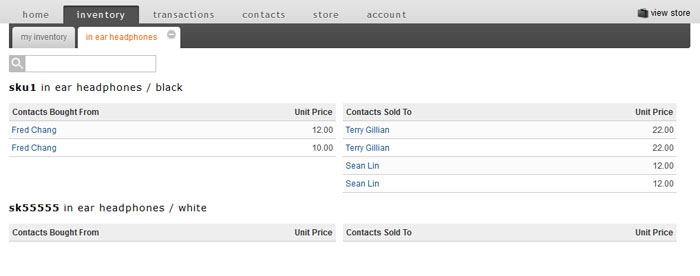 home inventory transactions contacts store account view store
my inventory in ear headphones
sku1 in ear headphones / black
Contacts Bought From Unit Price Contacts Sold To Unit Price
Fred Chang 12.00 Terry Gillian 22.00
Fred Chang 10.00 Terry Gillian 22.00
Sean Lin 12.00
Sean Lin 12.00
sk55555 in ear headphones / white
Contacts Bought From Unit Price Contacts Sold To Unit Price